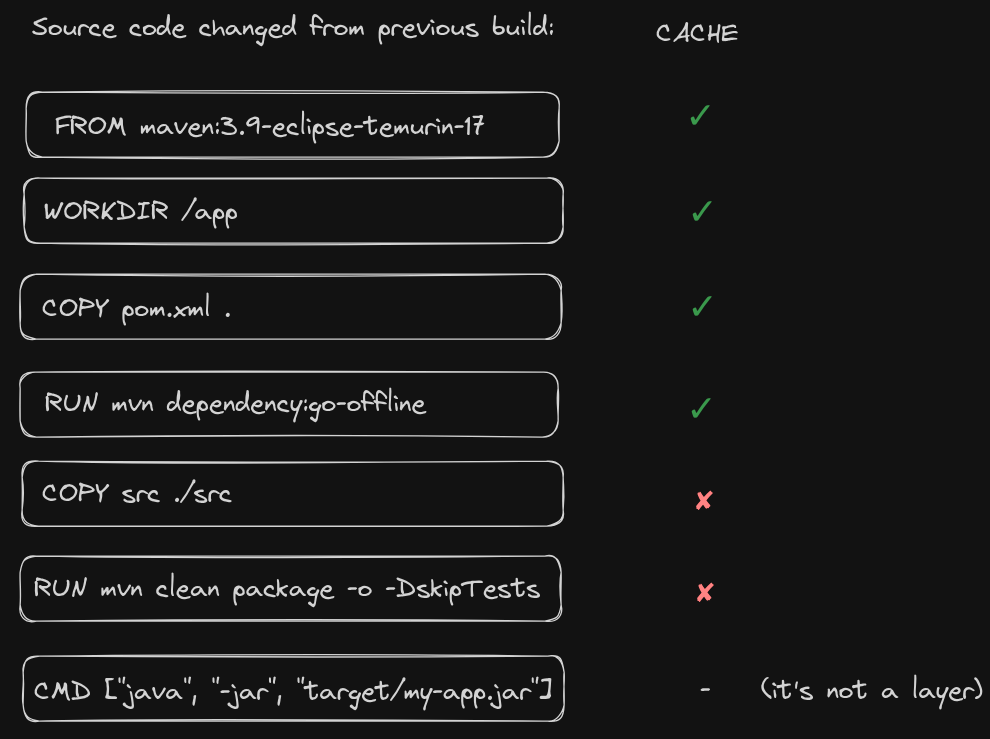 Source code changed from previous build: CACHE
FROM maven:3.9-eclipse-temurin-17 ✓
WORKDIR /app ✓
COPY pom.xml . ✓
RUN mvn dependency:go-offline ✓
COPY src ./src ✘
RUN mvn clean package -o -DskipTests ✘
CMD ["java", "-jar", "target/my-app.jar"] - (it's not a layer)